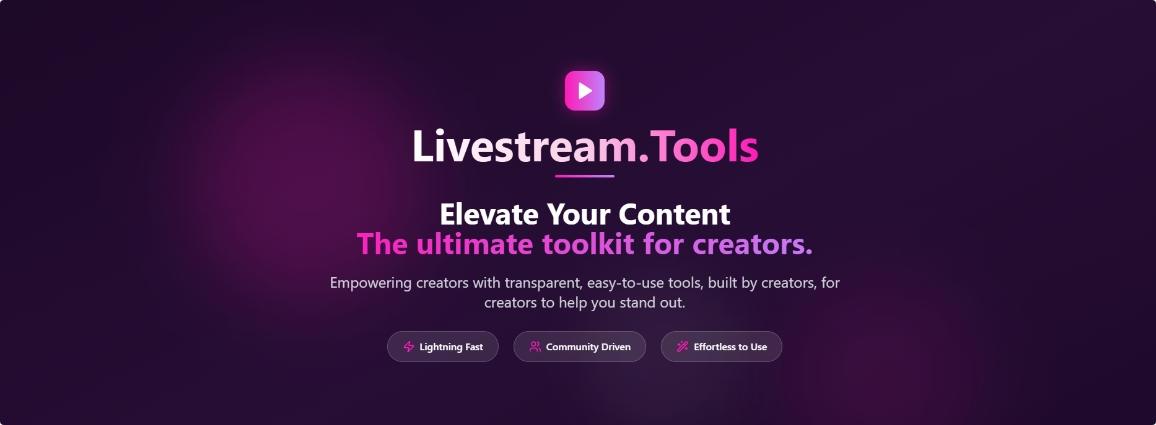 Livestream.Tools
Elevate Your Content
The ultimate toolkit for creators.
Empowering creators with transparent, easy-to-use tools, built by creators, for
creators to help you stand out.
Lightning Fast
Community Driven
Effortless to Use